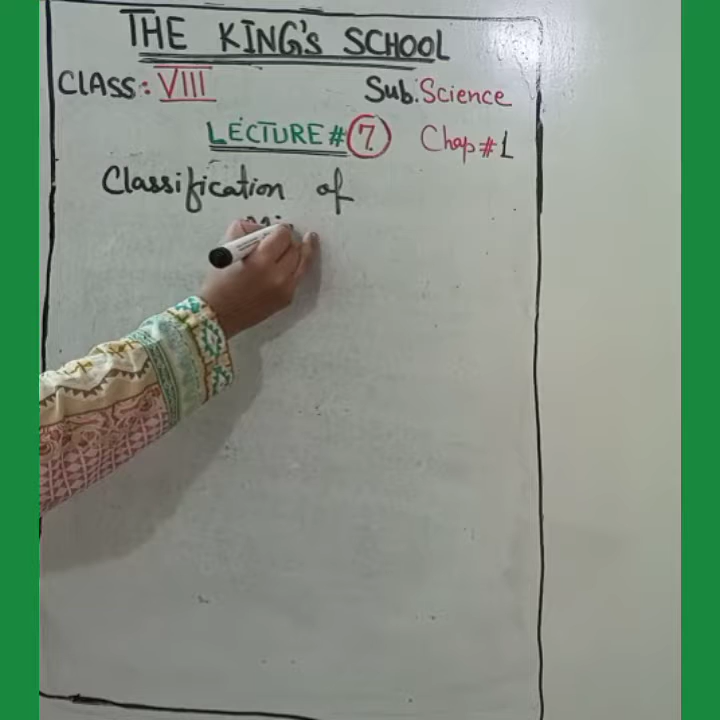 THE KING'S SCHOOL
CLASS: VIII Sub: Science
LECTURE # 7 Chap # 1
Classification of